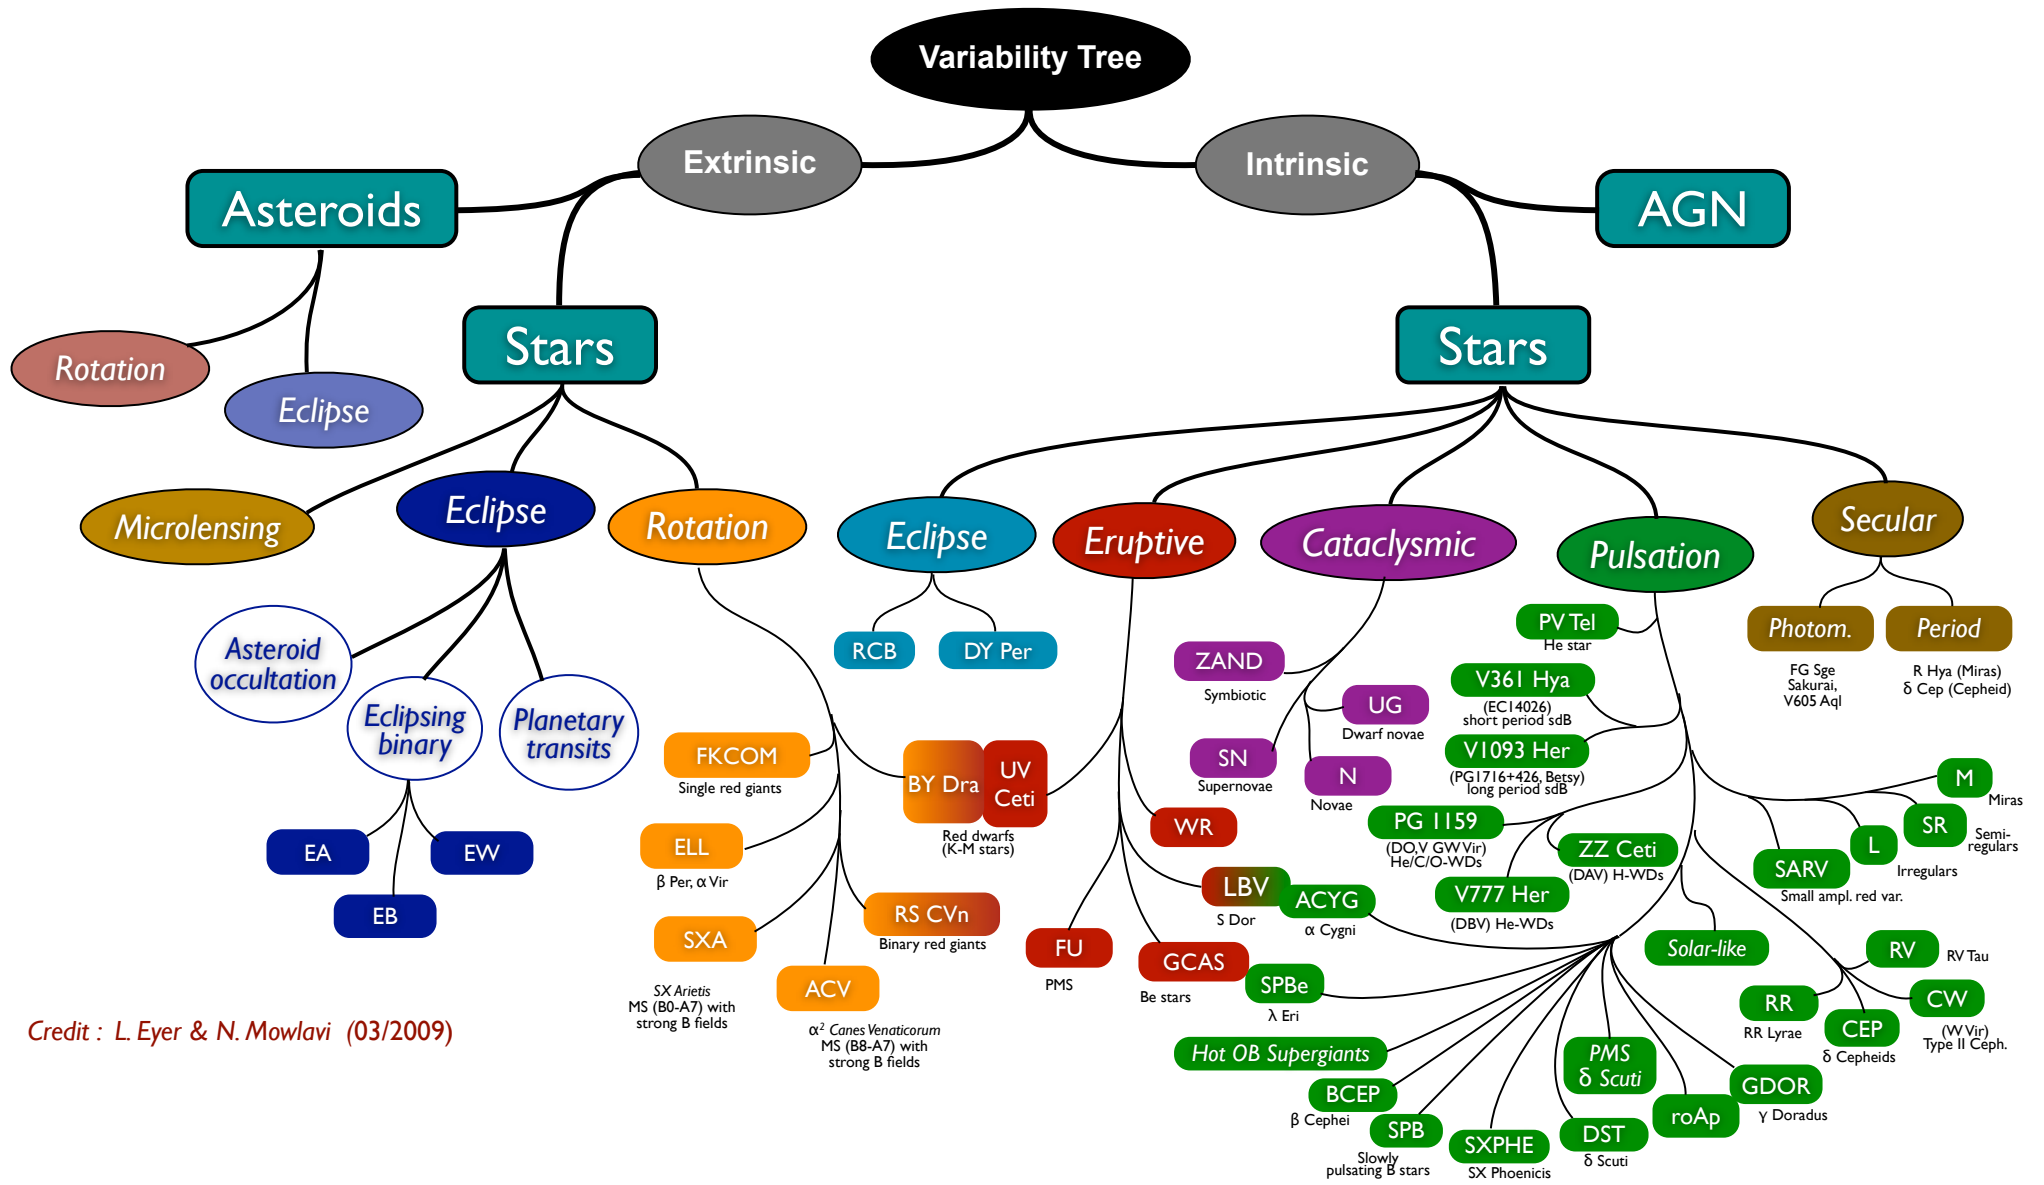 Variability Tree
Extrinsic
Intrinsic
Asteroids
AGN
Stars
Stars
Rotation
Eclipse
Microlensing
Eclipse
Rotation
Eclipse
Eruptive
Cataclysmic
Pulsation
Secular
Asteroid
occultation
Eclipsing
binary
Planetary
transits
EA
EB
EW
FKCOM
Single red giants
ELL
β Per, α Vir
SXA
SX Arietis
MS (B0-A7) with
strong B fields
ACV
α² Canes Venaticorum
MS (B8-A7) with
strong B fields
RS CVn
Binary red giants
BY Dra
UV
Ceti
Red dwarfs
(K-M stars)
RCB
DY Per
WR
LBV
S Dor
FU
PMS
GCAS
Be stars
ZAND
Symbiotic
UG
Dwarf novae
SN
Supernovae
N
Novae
PV Tel
He star
V361 Hya
(EC14026)
short period sdB
V1093 Her
(PG1716+426, Betsy)
long period sdB
PG 1159
(DO,V GW Vir)
He/C/O-WDs
ZZ Ceti
(DAV) H-WDs
V777 Her
(DBV) He-WDs
ACYG
α Cygni
SPBe
λ Eri
Hot OB Supergiants
BCEP
β Cephei
SPB
Slowly
pulsating B stars
SXPHE
SX Phoenicis
DST
δ Scuti
PMS
δ Scuti
roAp
GDOR
γ Doradus
Solar-like
M
Miras
SR
Semi-
regulars
L
Irregulars
SARV
Small ampl. red var.
RV
RV Tau
CW
(W Vir)
Type II Ceph.
CEP
δ Cepheids
RR
RR Lyrae
Photom.
FG Sge
Sakurai,
V605 Aql
Period
R Hya (Miras)
δ Cep (Cepheid)
Credit : L. Eyer & N. Mowlavi (03/2009)